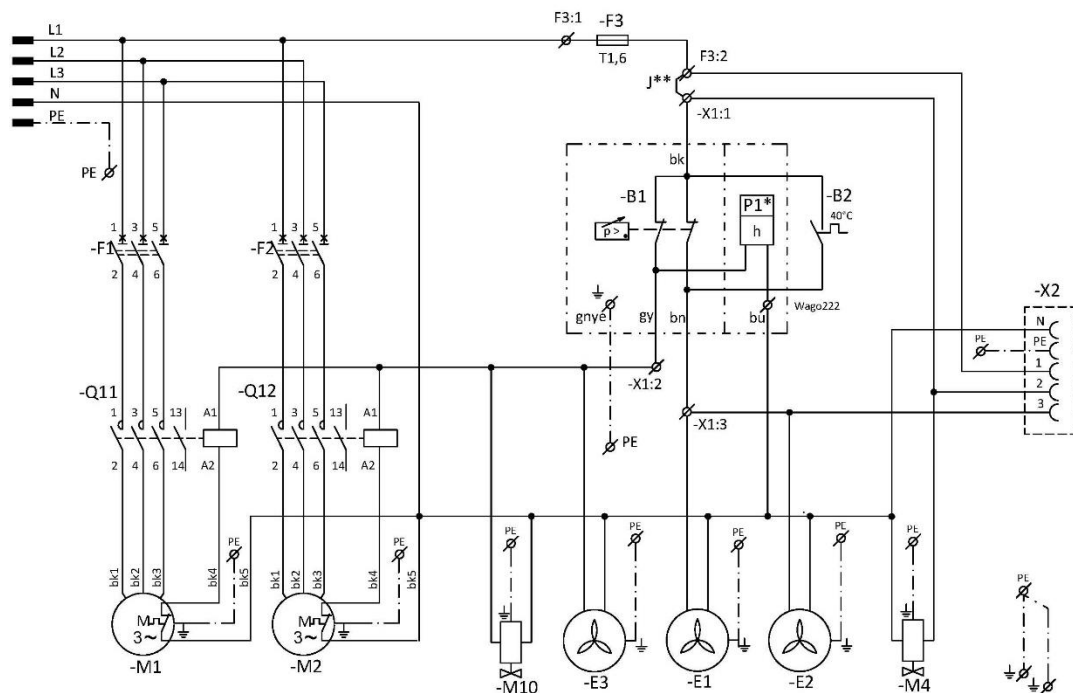 L1 F3:1 -F3
L2 T1,6 F3:2
L3 J**
N -X1:1
PE
PE bk
-B1 P1* -B2
40°C
P> h
1 3 5 1 3 5
-F1 -F2
2 4 6 2 4 6
Wago222 -X2
gnye gy bn bu N
PE PE
-X1:2 1
-Q11 -Q12 2
1 3 5 13 A1 1 3 5 13 A1 3
-X1:3
PE
2 4 6 14 A2 2 4 6 14 A2
PE PE PE PE PE PE PE
bk1 bk2 bk3 bk4 bk5 bk1 bk2 bk3 bk4 bk5
PE
M M
3~ 3~
-M1 -M2 -M10 -E3 -E1 -E2 -M4